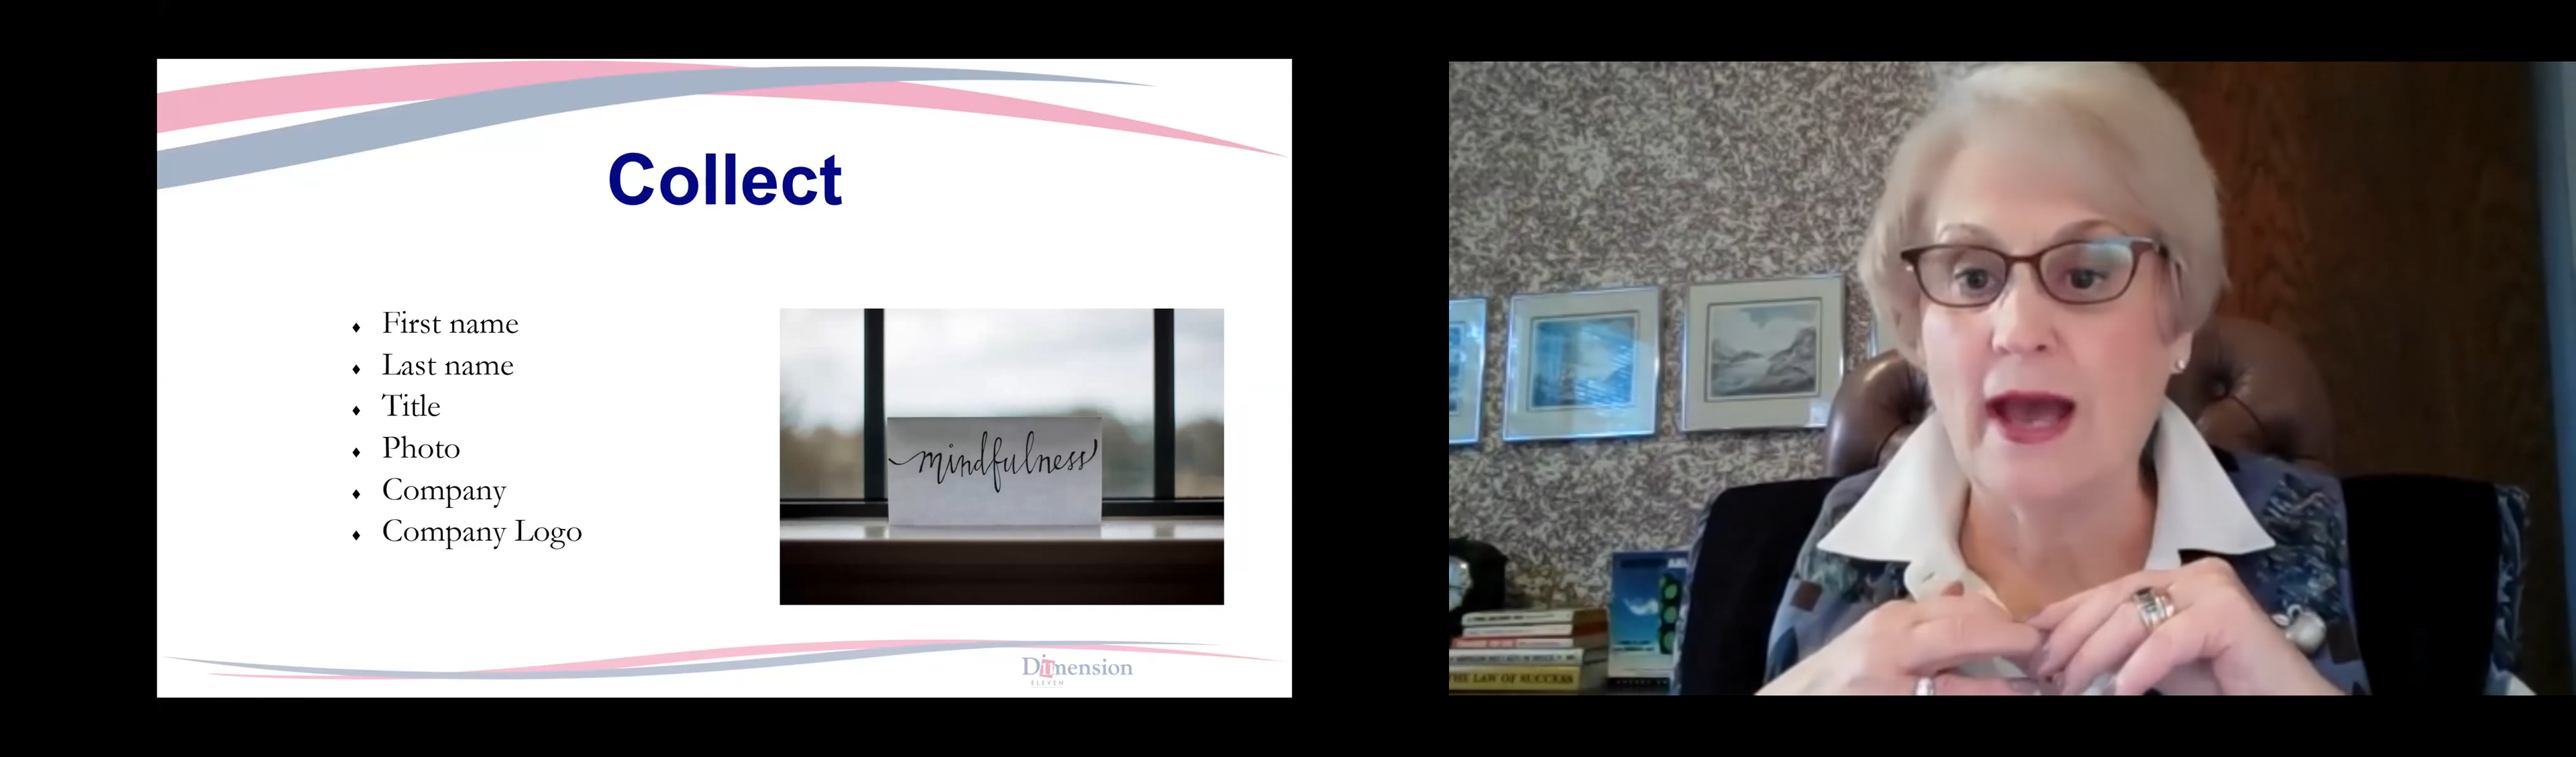 Collect
First name
Last name
Title
Photo
Company
Company Logo
mindfulness
Dimension
ELEVEN
THE LAW OF SUCCESS